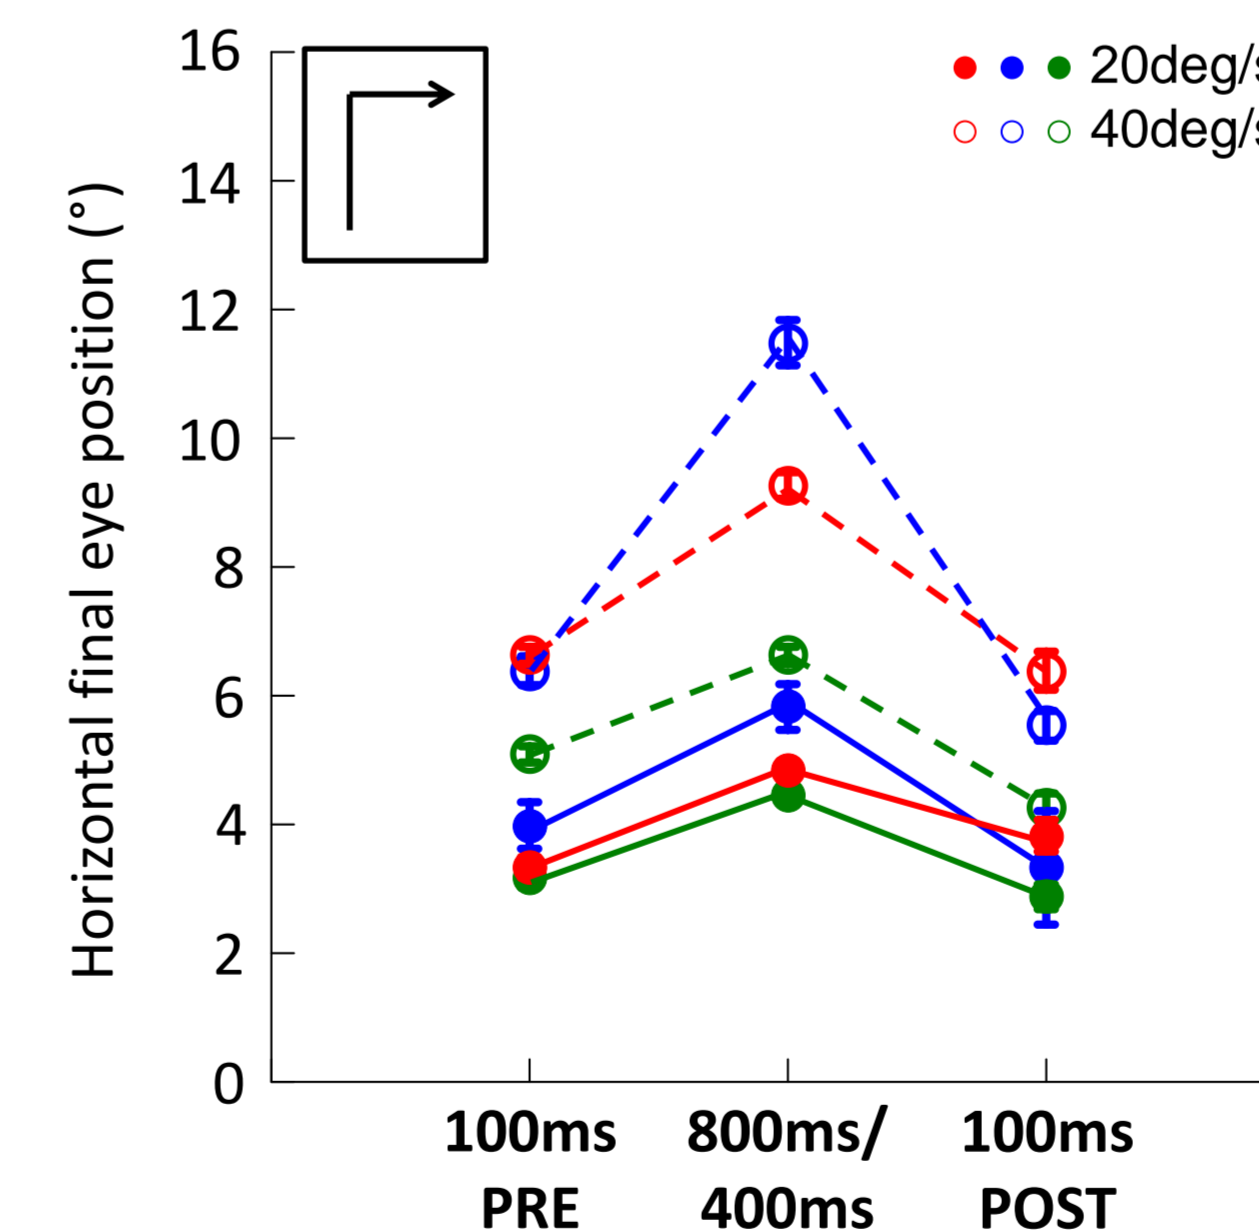 Horizontal final eye position (°)
16
14
12
10
8
6
4
2
0
20deg/s
40deg/s
100ms
PRE
800ms/
400ms
100ms
POST